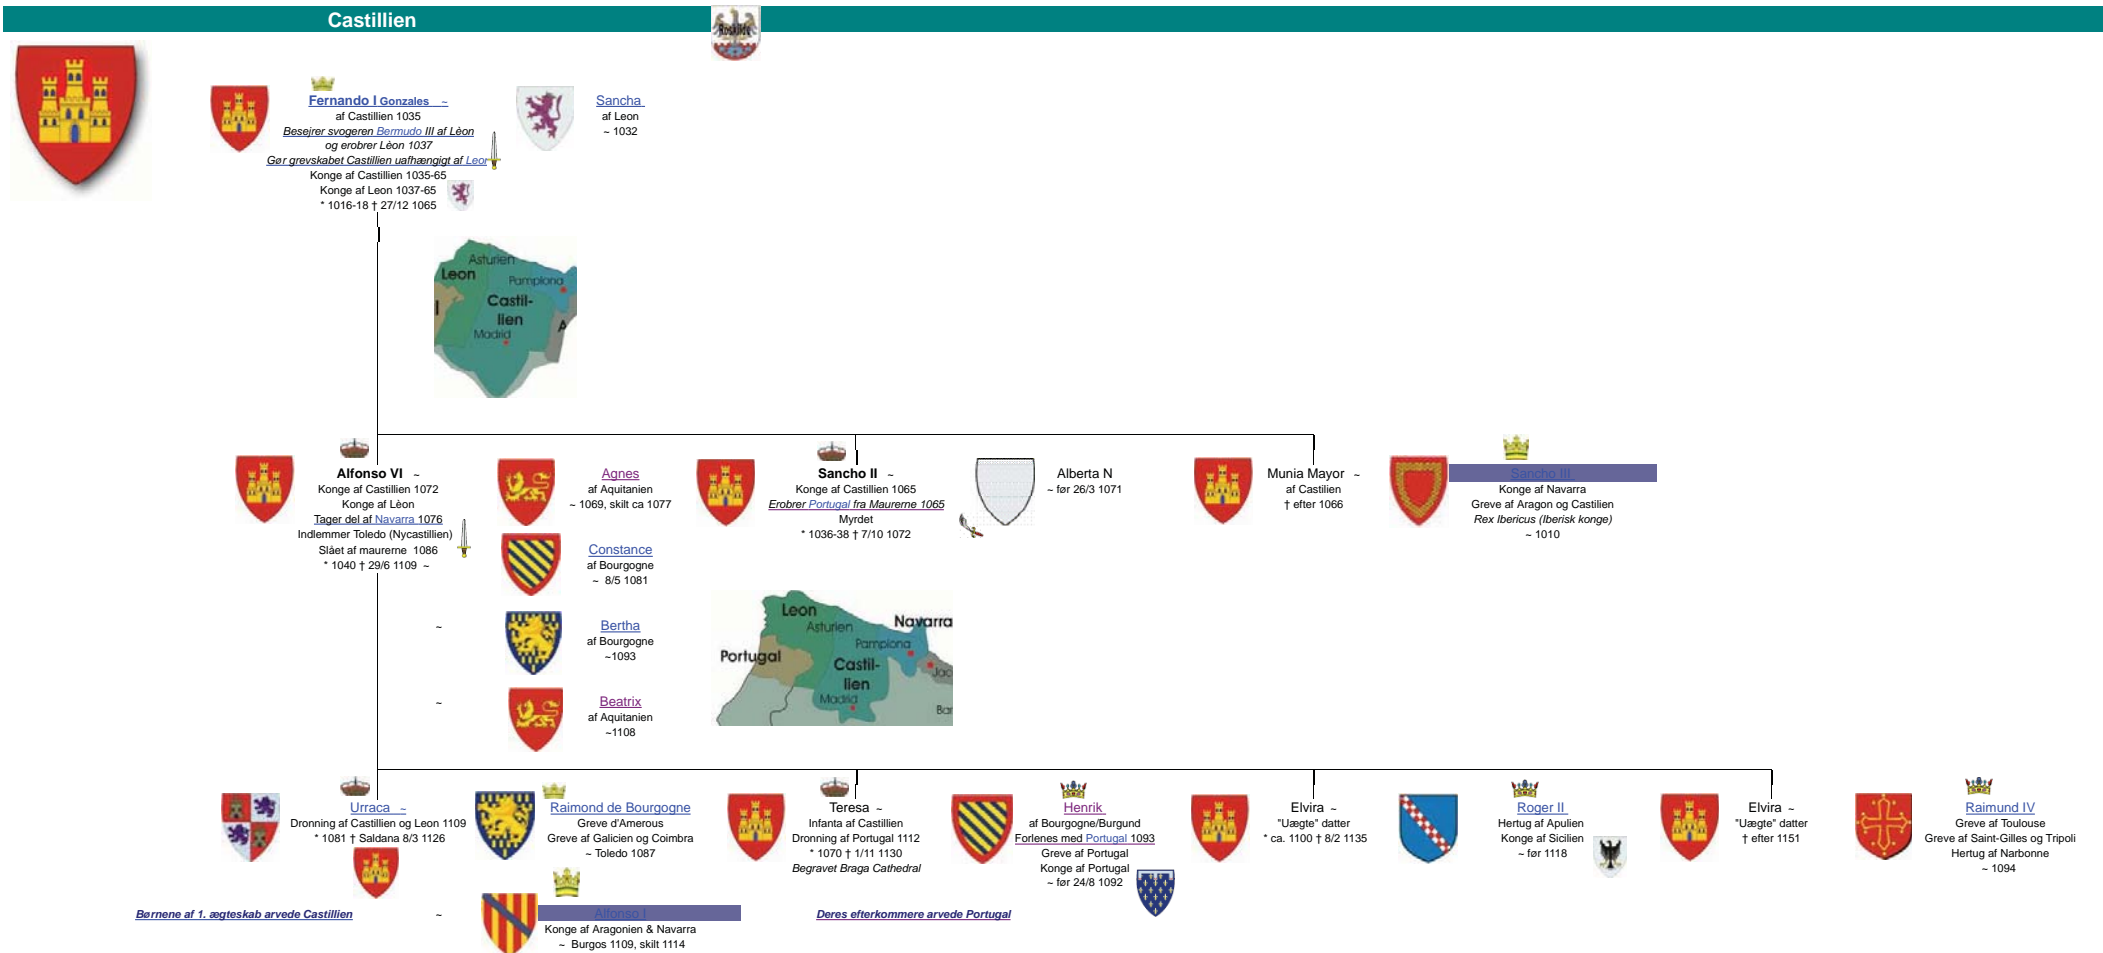 Castillien
Roskilde
Fernando I Gonzales ~
af Castillien 1035
Besejrer svogeren Bermudo III af Lèon
og erobrer Lèon 1037
Gør grevskabet Castillien uafhængigt af Leon
Konge af Castillien 1035-65
Konge af Leon 1037-65
* 1016-18 † 27/12 1065
Sancha
af Leon
~ 1032
Asturien
Leon
Pamplona
Castil-
lien
Madrid
A
l
Alfonso VI ~
Konge af Castillien 1072
Konge af Lèon
Tager del af Navarra 1076
Indlemmer Toledo (Nycastillien)
Slået af maurerne 1086
* 1040 † 29/6 1109 ~
Agnes
af Aquitanien
~ 1069, skilt ca 1077
Constance
af Bourgogne
~ 8/5 1081
~
Bertha
af Bourgogne
~1093
~
Beatrix
af Aquitanien
~1108
Sancho II ~
Konge af Castillien 1065
Erobrer Portugal fra Maurerne 1065
Myrdet
* 1036-38 † 7/10 1072
Alberta N
~ før 26/3 1071
Munia Mayor ~
af Castilien
† efter 1066
Sancho III
Konge af Navarra
Greve af Aragon og Castilien
Rex Ibericus (Iberisk konge)
~ 1010
Leon
Asturien
Navarra
Pamplona
Portugal
Castil-
lien
Jac
Madrid
Bar
Urraca ~
Dronning af Castillien og Leon 1109
* 1081 † Saldana 8/3 1126
Raimond de Bourgogne
Greve d'Amerous
Greve af Galicien og Coimbra
~ Toledo 1087
Teresa ~
Infanta af Castillien
Dronning af Portugal 1112
* 1070 † 1/11 1130
Begravet Braga Cathedral
Henrik
af Bourgogne/Burgund
Forlenes med Portugal 1093
Greve af Portugal
Konge af Portugal
~ før 24/8 1092
Elvira ~
"Uægte" datter
* ca. 1100 † 8/2 1135
Roger II
Hertug af Apulien
Konge af Sicilien
~ før 1118
Elvira ~
"Uægte" datter
† efter 1151
Raimund IV
Greve af Toulouse
Greve af Saint-Gilles og Tripoli
Hertug af Narbonne
~ 1094
Børnene af 1. ægteskab arvede Castillien
~
Alfonso I
Konge af Aragonien & Navarra
~ Burgos 1109, skilt 1114
Deres efterkommere arvede Portugal